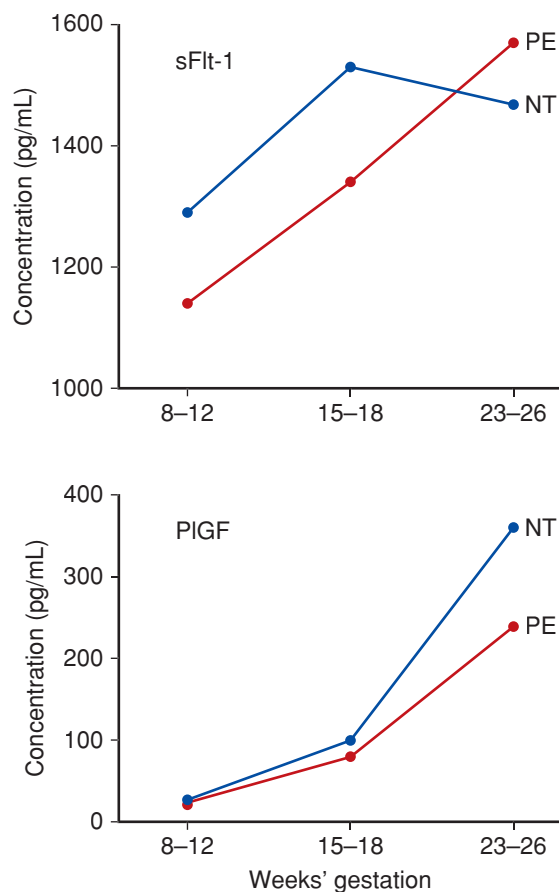 1600
PE
sFlt-1
NT
1400
1200
1000
Concentration (pg/mL)
8–12 15–18 23–26
400
PlGF
NT
300
PE
200
100
0
Concentration (pg/mL)
8–12 15–18 23–26
Weeks' gestation